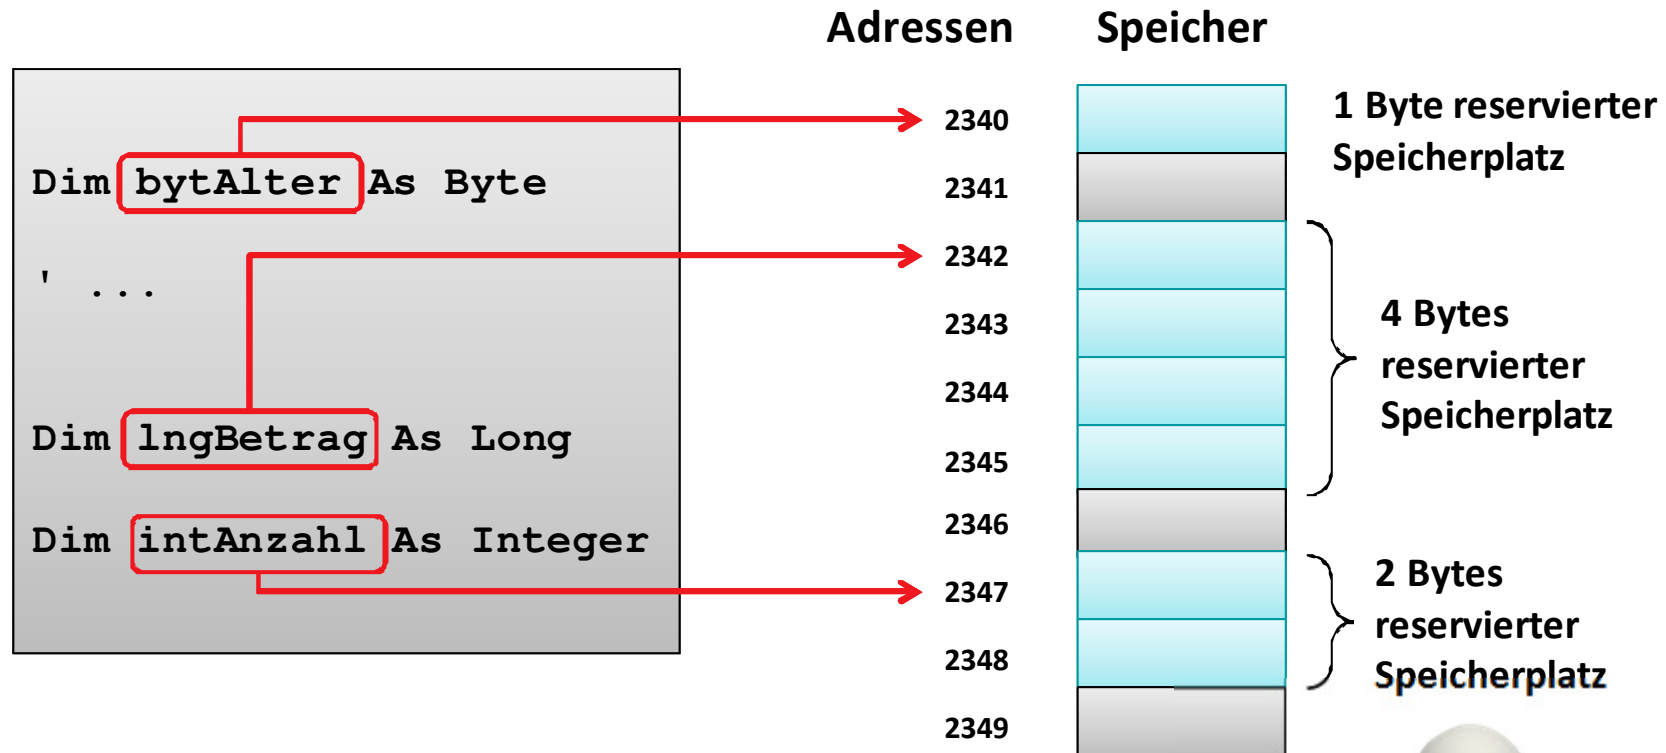 Adressen Speicher
Dim bytAlter As Byte
' ...
Dim lngBetrag As Long
Dim intAnzahl As Integer
2340
2341
2342
2343
2344
2345
2346
2347
2348
2349
1 Byte reservierter
Speicherplatz
4 Bytes
reservierter
Speicherplatz
2 Bytes
reservierter
Speicherplatz